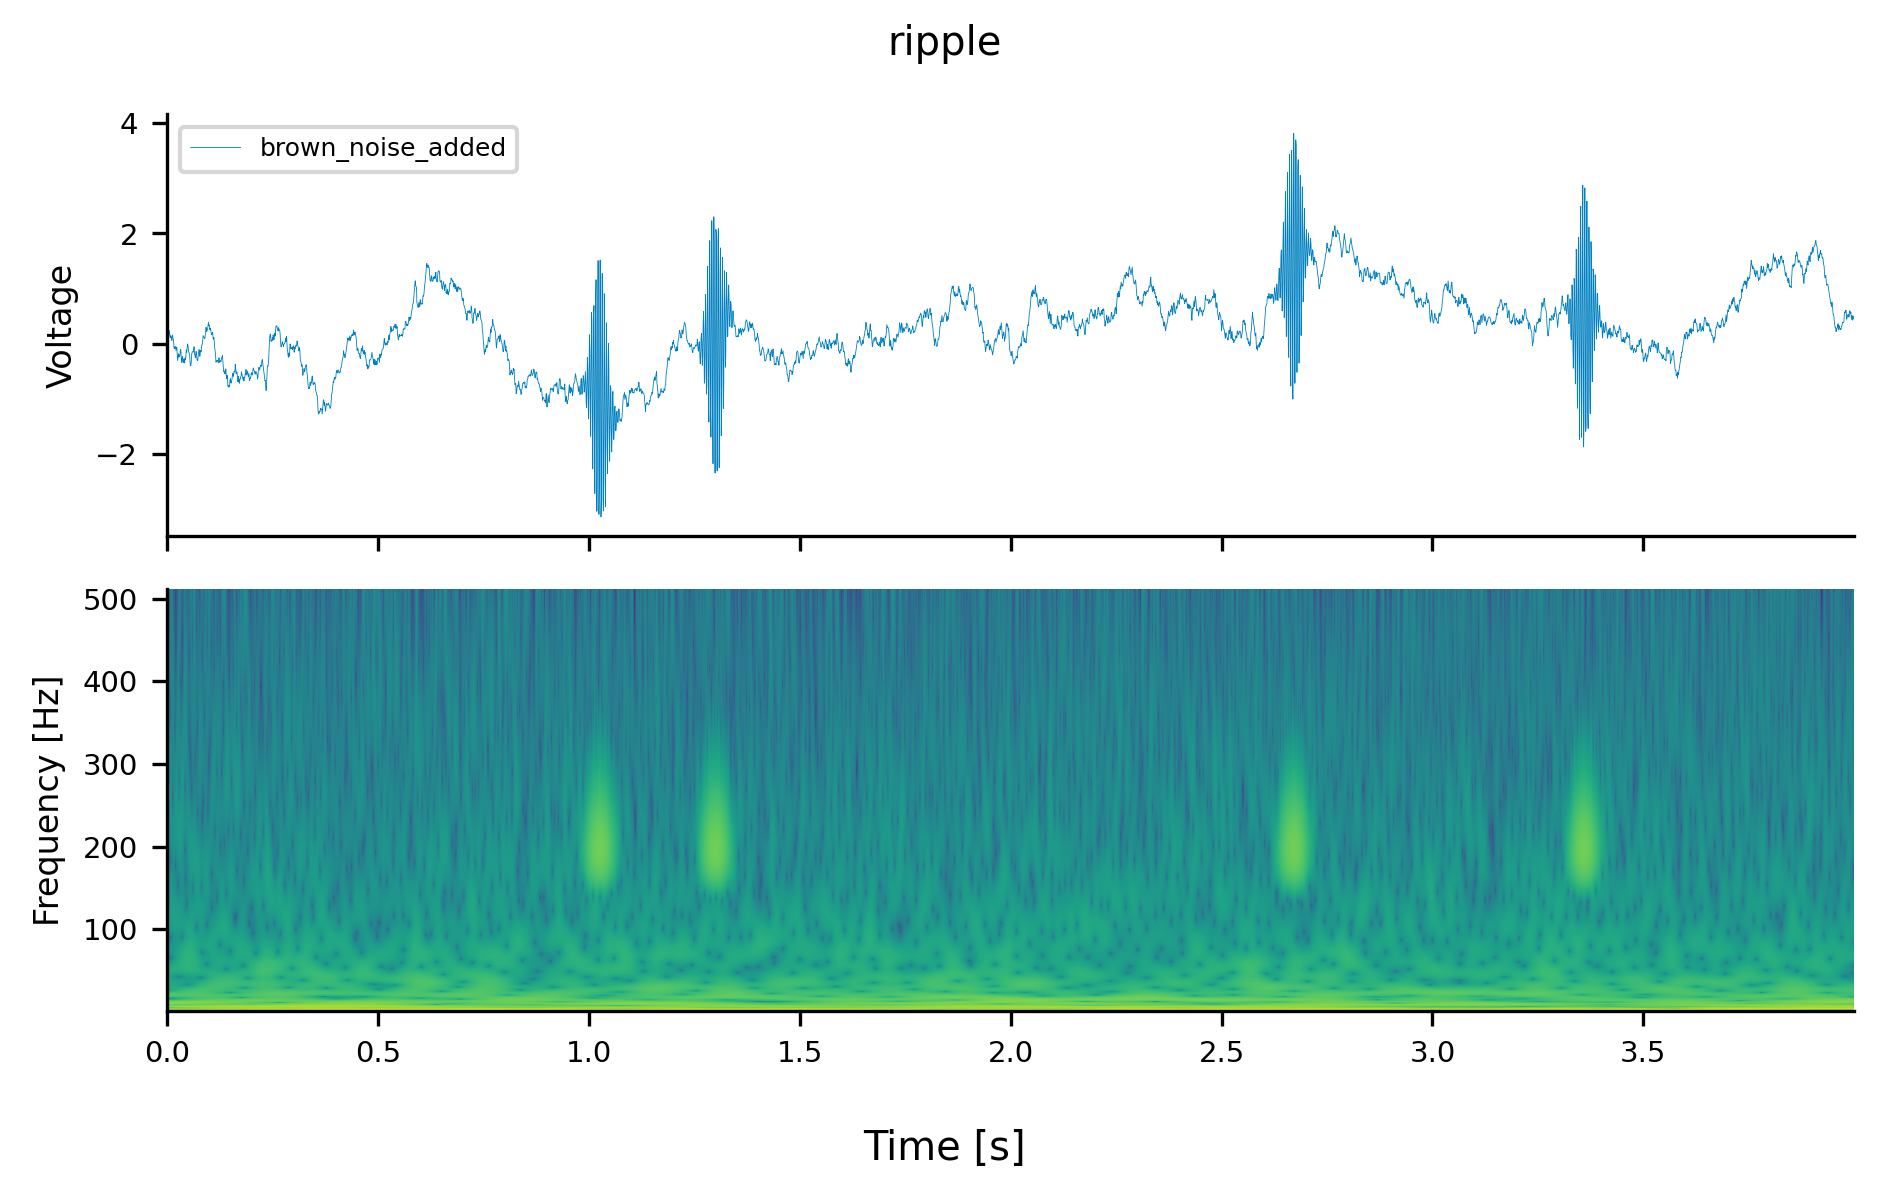 ripple
4
2
0
−2
Voltage
brown_noise_added
500
400
300
200
100
Frequency [Hz]
0.0 0.5 1.0 1.5 2.0 2.5 3.0 3.5
Time [s]